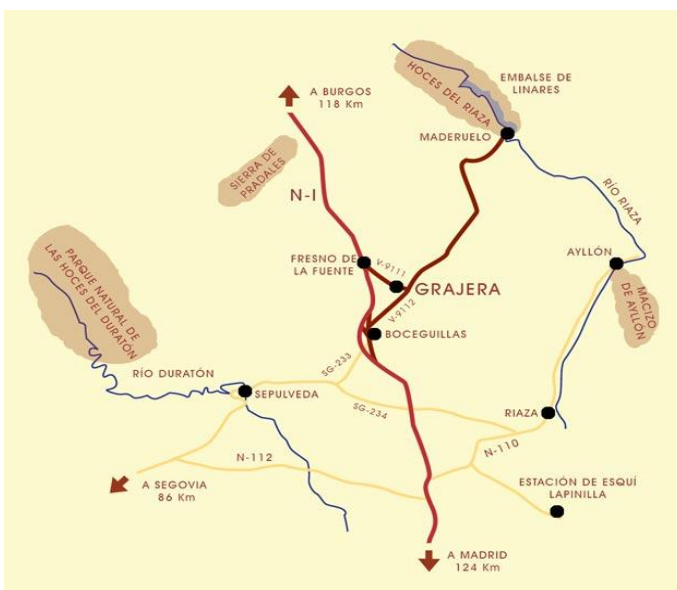 A BURGOS
118 Km
HOCES DEL RIAZA
EMBALSE DE
LINARES
MADERUELO
SIERRA DE
PRADALES
N-I
RÍO RIAZA
PARQUE NATURAL DE
LAS HOCES DEL DURATÓN
FRESNO DE
LA FUENTE
V-9111
GRAJERA
AYLLÓN
MACIZO
DE AYLLÓN
V-9112
BOCEGUILLAS
RÍO DURATÓN
SG-233
SEPULVEDA
SG-234
RIAZA
N-110
N-112
A SEGOVIA
86 Km
ESTACIÓN DE ESQUÍ
LAPINILLA
A MADRID
124 Km